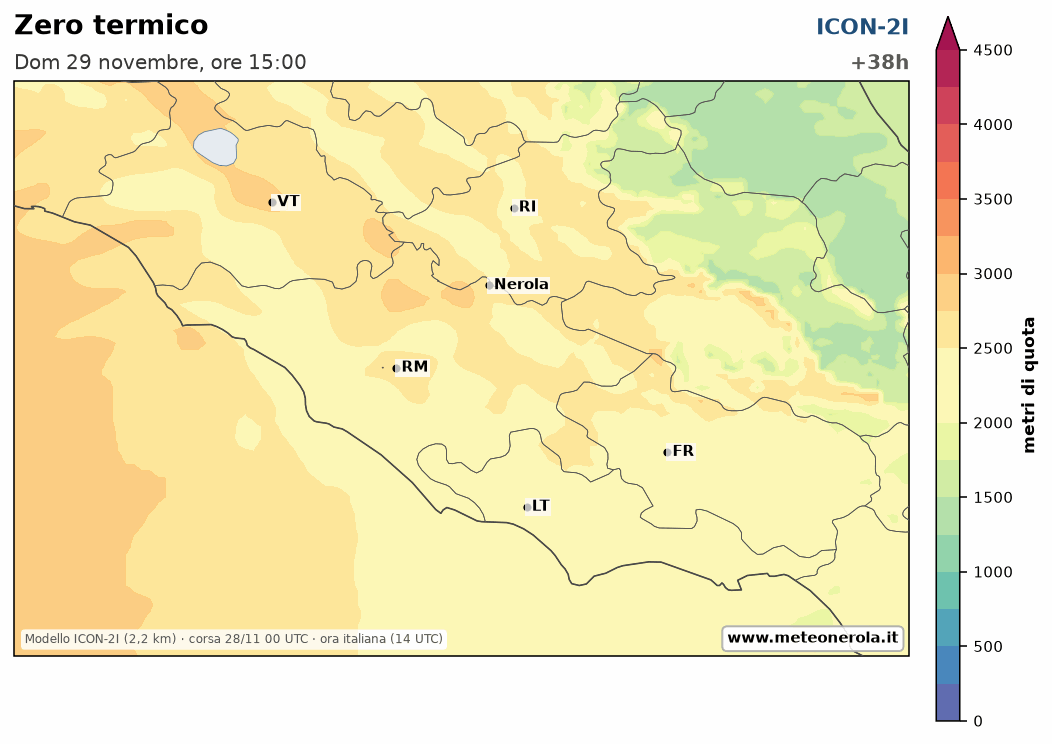 Zero termico
ICON-2I
Dom 29 novembre, ore 15:00
+38h
4500
4000
3500
3000
2500
2000
1500
1000
500
0
metri di quota
VT
RI
Nerola
RM
FR
LT
Modello ICON-2I (2,2 km) · corsa 28/11 00 UTC · ora italiana (14 UTC)
www.meteonerola.it